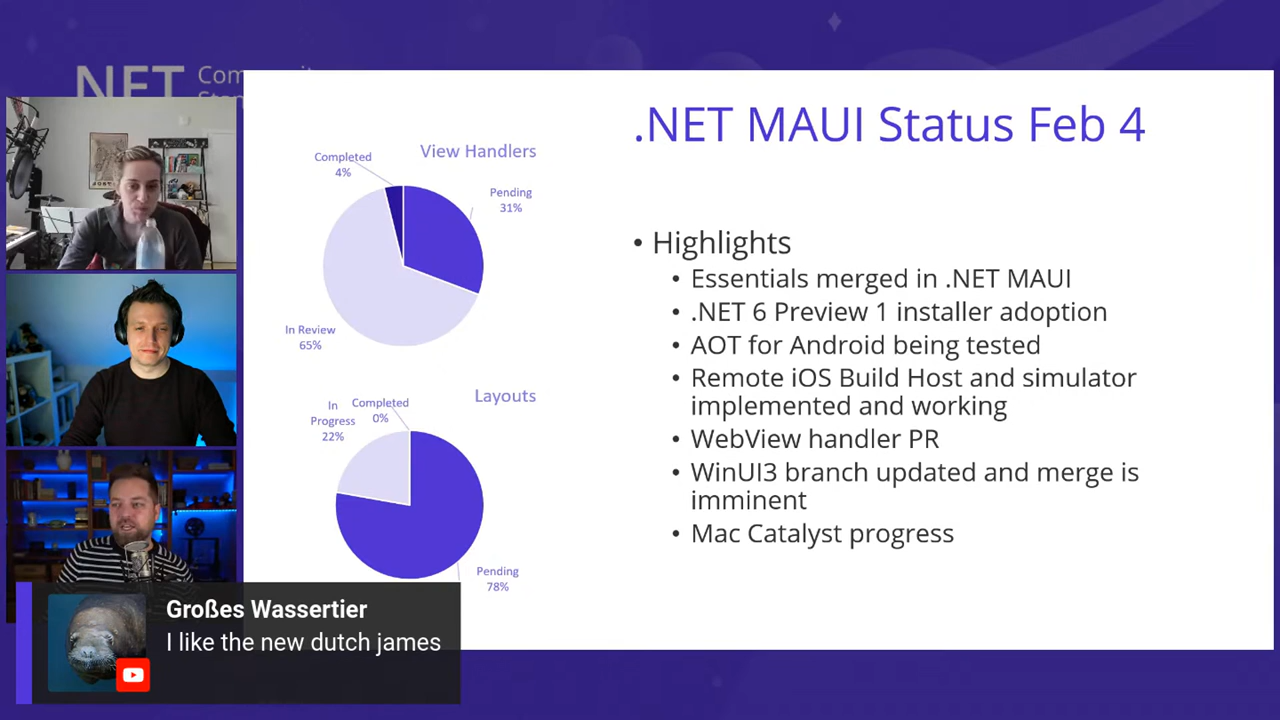 .NET MAUI Status Feb 4
View Handlers
Completed
4%
Pending
31%
In Review
65%
Layouts
In
Progress
22%
Completed
0%
Pending
78%
• Highlights
• Essentials merged in .NET MAUI
• .NET 6 Preview 1 installer adoption
• AOT for Android being tested
• Remote iOS Build Host and simulator
implemented and working
• WebView handler PR
• WinUI3 branch updated and merge is
imminent
• Mac Catalyst progress
Großes Wassertier
I like the new dutch james